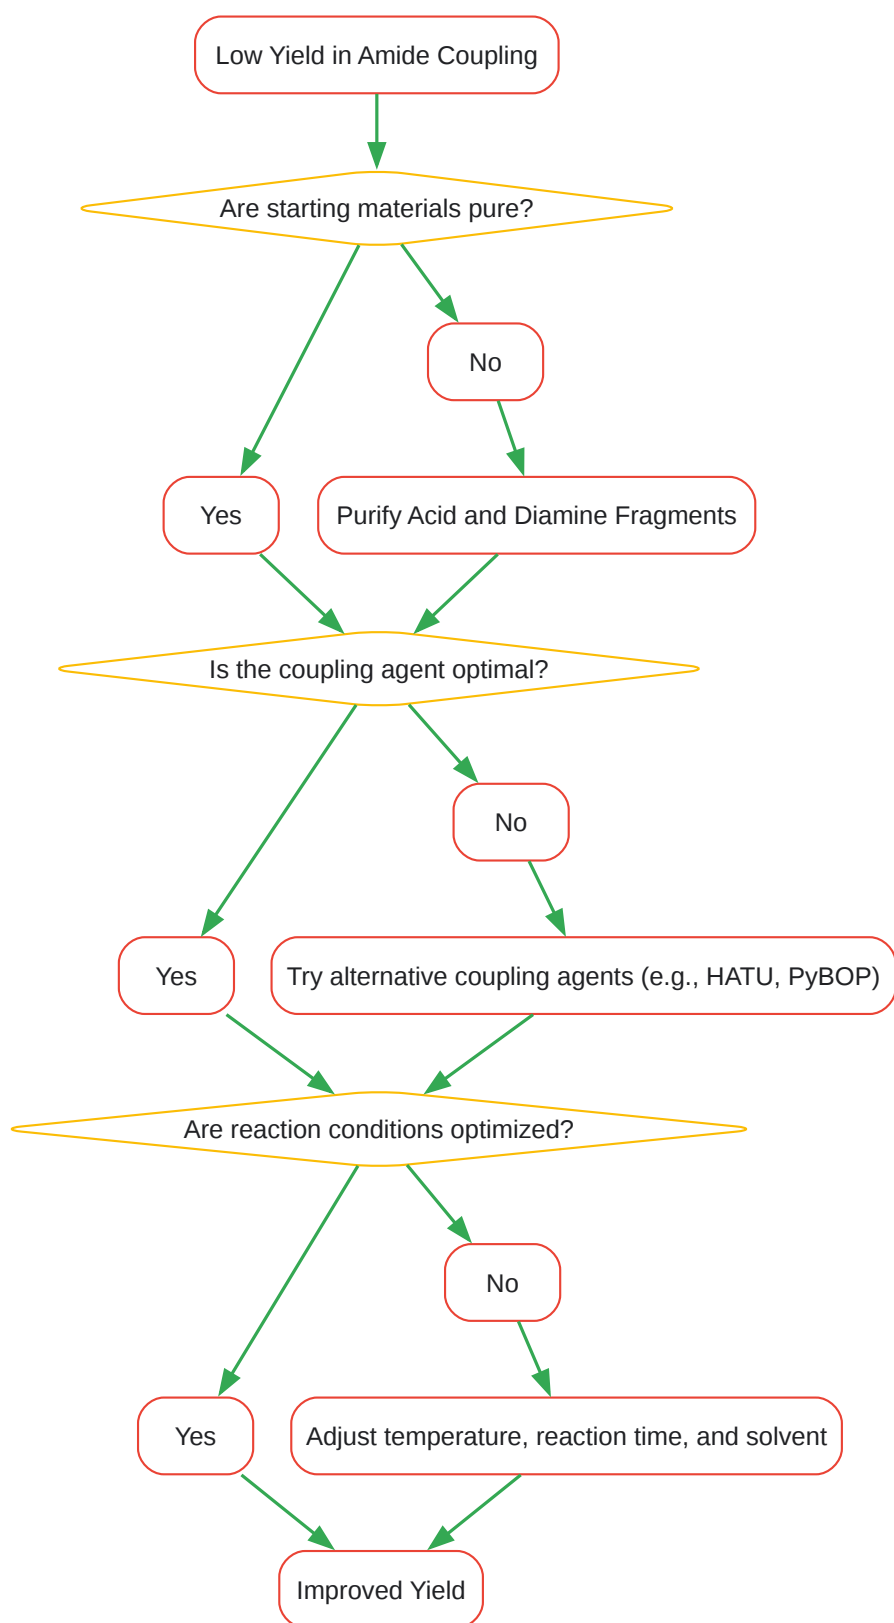 Low Yield in Amide Coupling
Are starting materials pure?
No
Yes
Purify Acid and Diamine Fragments
Is the coupling agent optimal?
No
Yes
Try alternative coupling agents (e.g., HATU, PyBOP)
Are reaction conditions optimized?
No
Yes
Adjust temperature, reaction time, and solvent
Improved Yield